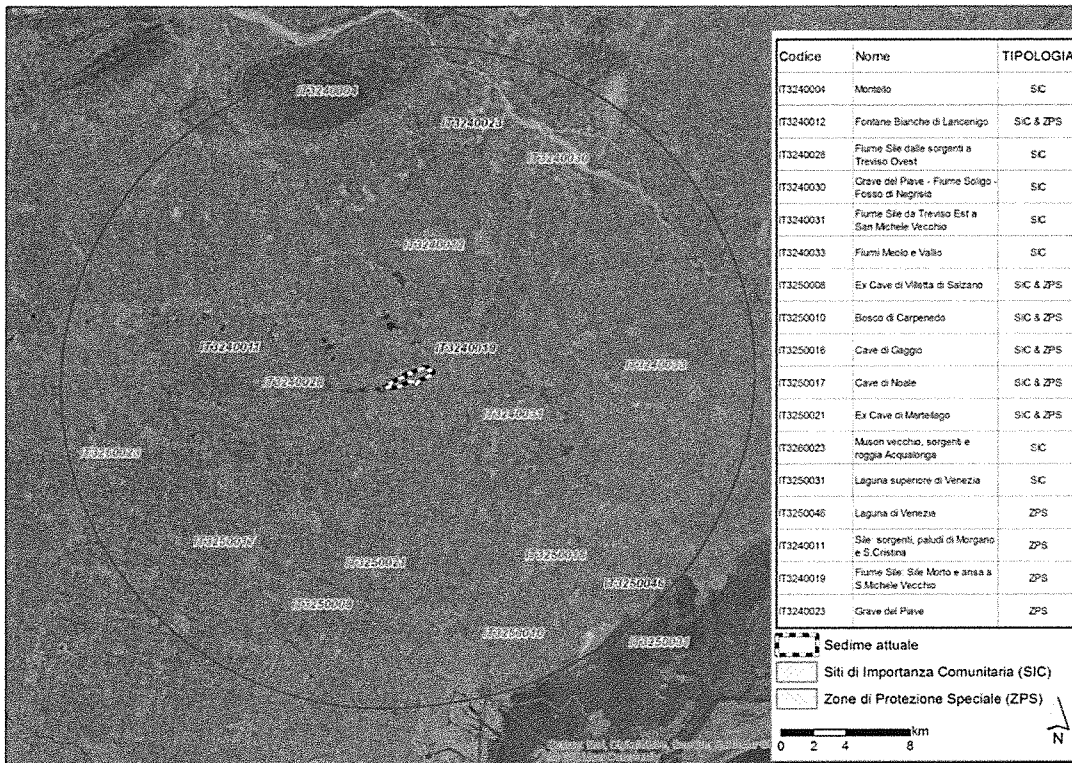 IT3240004
IT3240023
IT3240030
IT3240012
IT3240011
IT3240019
IT3240028
IT3240033
IT3240031
IT3250017
IT3250021
IT3250016
IT3250046
IT3250008
IT3250010
IT3250031
Codice Nome TIPOLOGIA
IT3240004 Montello SIC
IT3240012 Fontane Bianche di Lancenigo SIC & ZPS
IT3240028 Fiume Sile dalle sorgenti a
Treviso Ovest SIC
IT3240030 Grave del Piave - Fiume Soligo -
Fosso di Negrisia SIC
IT3240031 Fiume Sile da Treviso Est a
San Michele Vecchio SIC
IT3240033 Fiumi Meolo e Vallio SIC
IT3250008 Ex Cave di Villetta di Salzano SIC & ZPS
IT3250010 Bosco di Carpenedo SIC & ZPS
IT3250016 Cave di Gaggio SIC & ZPS
IT3250017 Cave di Noale SIC & ZPS
IT3250021 Ex Cave di Martellago SIC & ZPS
IT3260023 Muson vecchio, sorgenti e
roggia Acqualonga SIC
IT3250031 Laguna superiore di Venezia SIC
IT3250046 Laguna di Venezia ZPS
IT3240011 Sile: sorgenti, paludi di Morgano
e S.Cristina ZPS
IT3240019 Fiume Sile: Sile Morto e ansa a
S.Michele Vecchio ZPS
IT3240023 Grave del Piave ZPS
Sedime attuale
Siti di Importanza Comunitaria (SIC)
Zone di Protezione Speciale (ZPS)
km
0 2 4 8
N